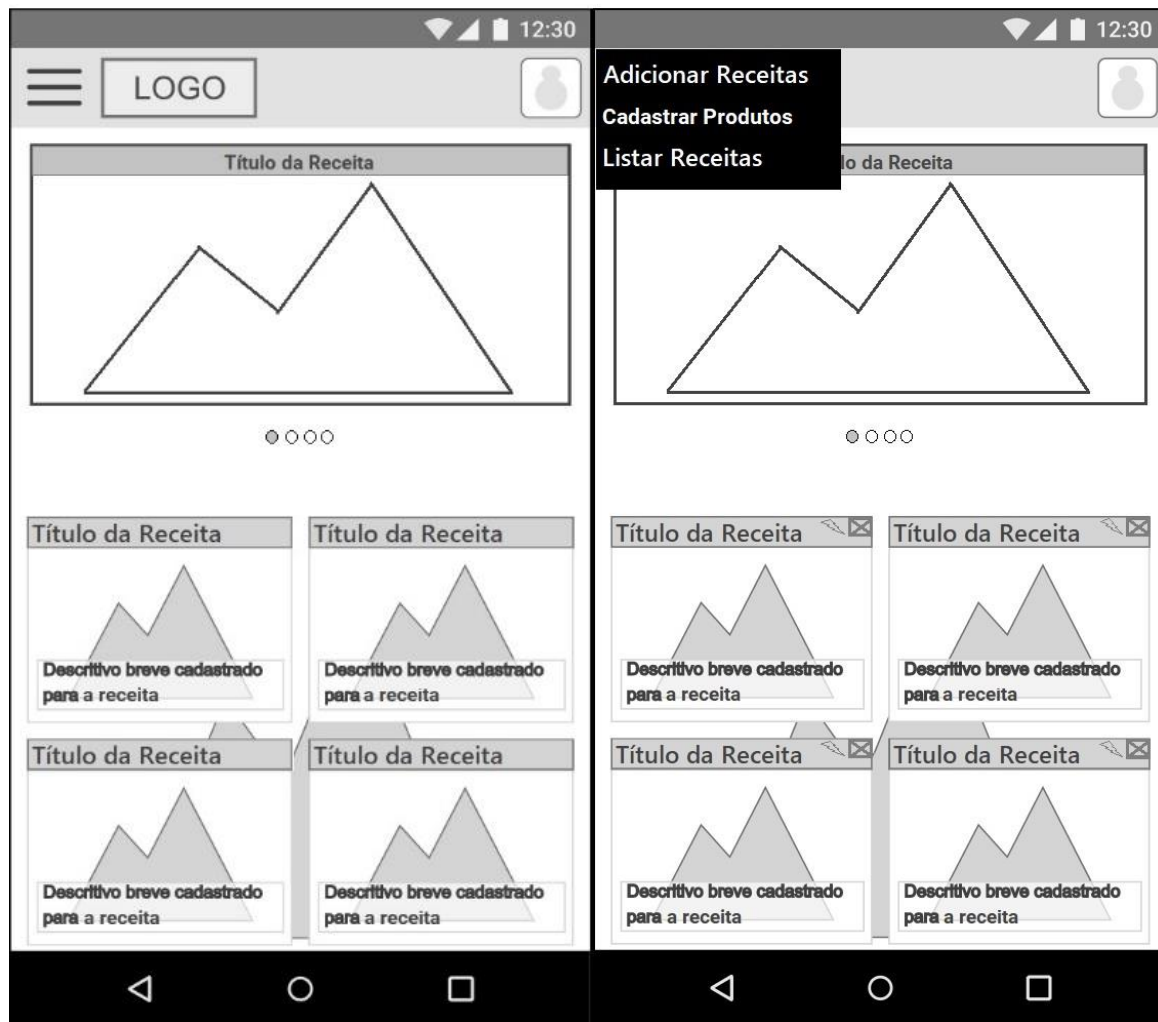 12:30
LOGO
Título da Receita
Título da Receita
Título da Receita
Descritivo breve cadastrado
para a receita
Descritivo breve cadastrado
para a receita
Título da Receita
Título da Receita
Descritivo breve cadastrado
para a receita
Descritivo breve cadastrado
para a receita
12:30
Adicionar Receitas
Cadastrar Produtos
Listar Receitas
lo da Receita
Título da Receita
Título da Receita
Descritivo breve cadastrado
para a receita
Descritivo breve cadastrado
para a receita
Título da Receita
Título da Receita
Descritivo breve cadastrado
para a receita
Descritivo breve cadastrado
para a receita